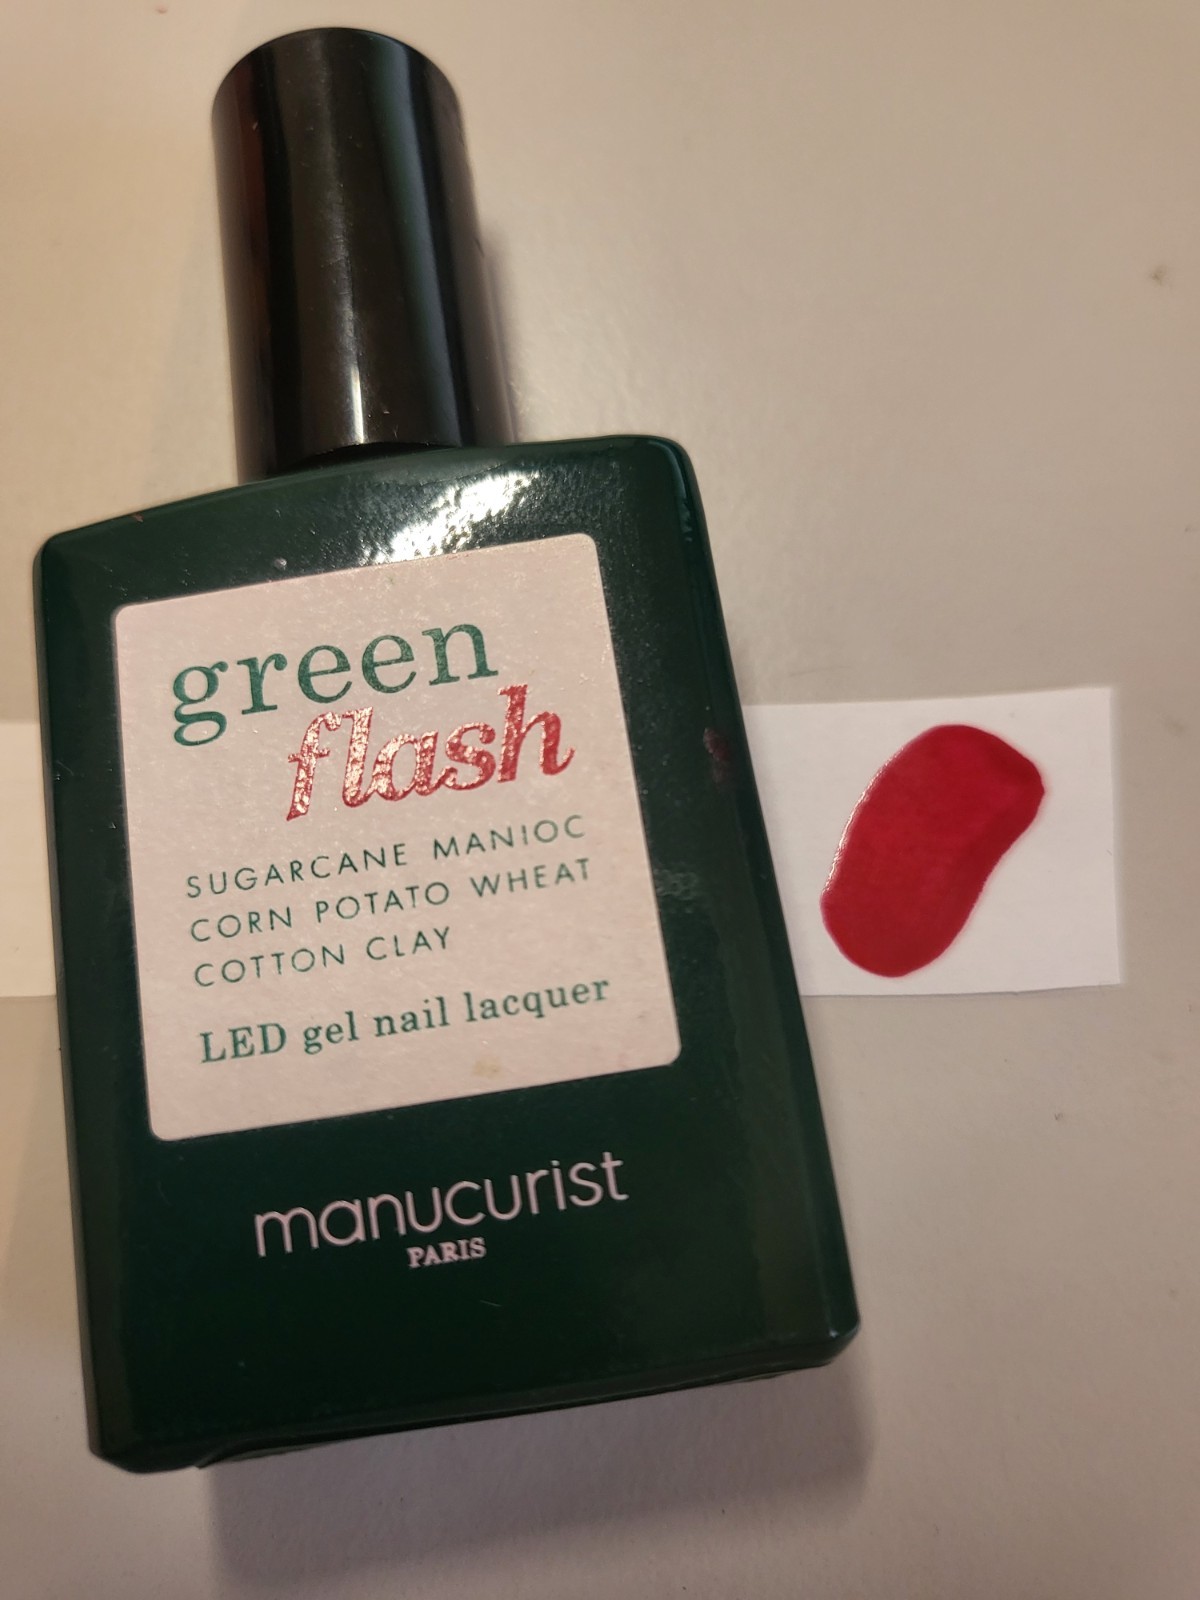 green
flash
SUGARCANE MANIOC
CORN POTATO WHEAT
COTTON CLAY
LED gel nail lacquer
manucurist
PARIS